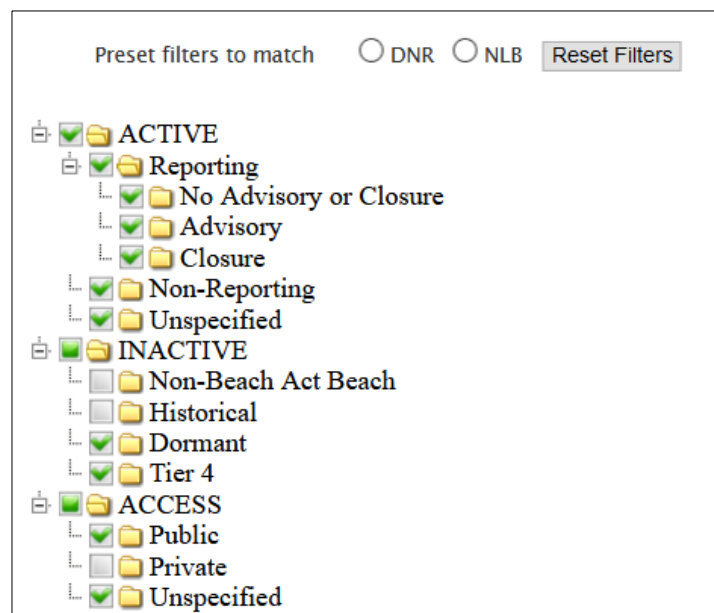 Preset filters to match DNR NLB Reset Filters
ACTIVE
Reporting
No Advisory or Closure
Advisory
Closure
Non-Reporting
Unspecified
INACTIVE
Non-Beach Act Beach
Historical
Dormant
Tier 4
ACCESS
Public
Private
Unspecified